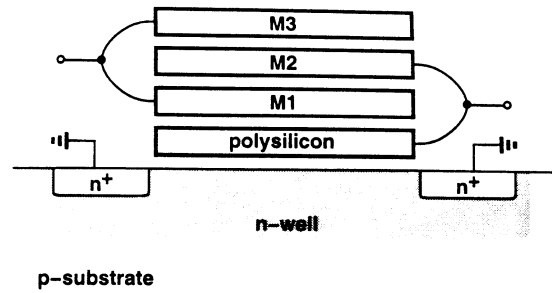 M3
M2
M1
polysilicon
n+ n+
n-well
p-substrate